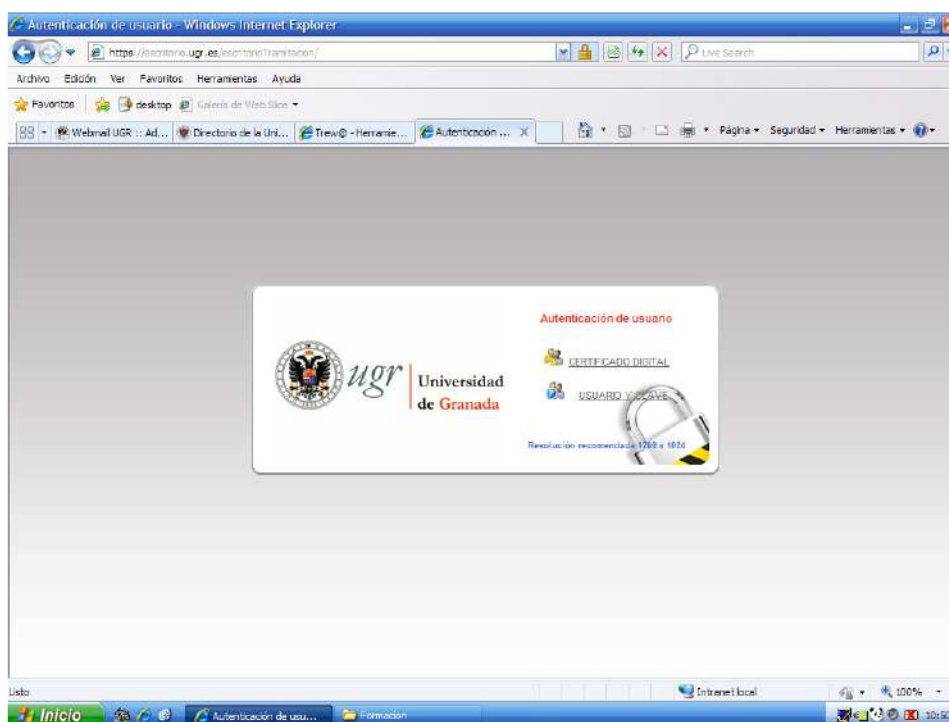 Autenticación de usuario - Windows Internet Explorer
https://escritorio.ugr.es/escritorioTramitacion/
Live Search
Archivo Edición Ver Favoritos Herramientas Ayuda
Favoritos desktop Galería de Web Slice
Webmail UGR :: Ad... Directorio de la Uni... Trew@ - Herramie... Autenticación ... X Página Seguridad Herramientas
Autenticación de usuario
CERTIFICADO DIGITAL
ugr Universidad
de Granada
USUARIO Y CLAVE
Resolución recomendada 1280 x 1024
Listo Intranet local 100%
Inicio Autenticación de usu... Formacion